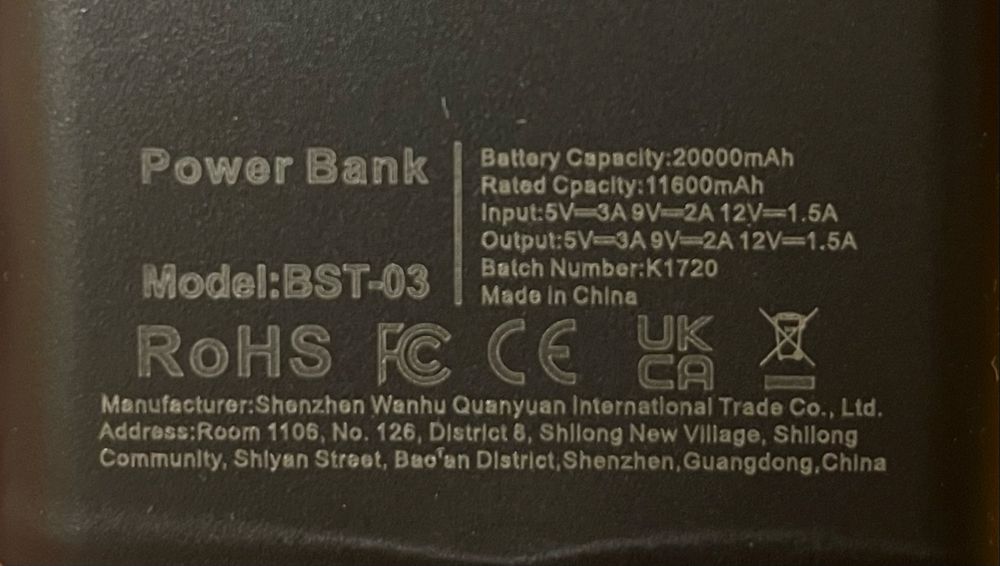 Power Bank
Model:BST-03
Battery Capacity:20000mAh
Rated Cpacity:11600mAh
Input:5V⎓3A 9V⎓2A 12V⎓1.5A
Output:5V⎓3A 9V⎓2A 12V⎓1.5A
Batch Number:K1720
Made in China
RoHS FC CE UK CA
Manufacturer:Shenzhen Wanhu Quanyuan International Trade Co., Ltd.
Address:Room 1106, No. 126, District 8, Shilong New Village, Shilong
Community, Shiyan Street, Bao'an District,Shenzhen,Guangdong,China